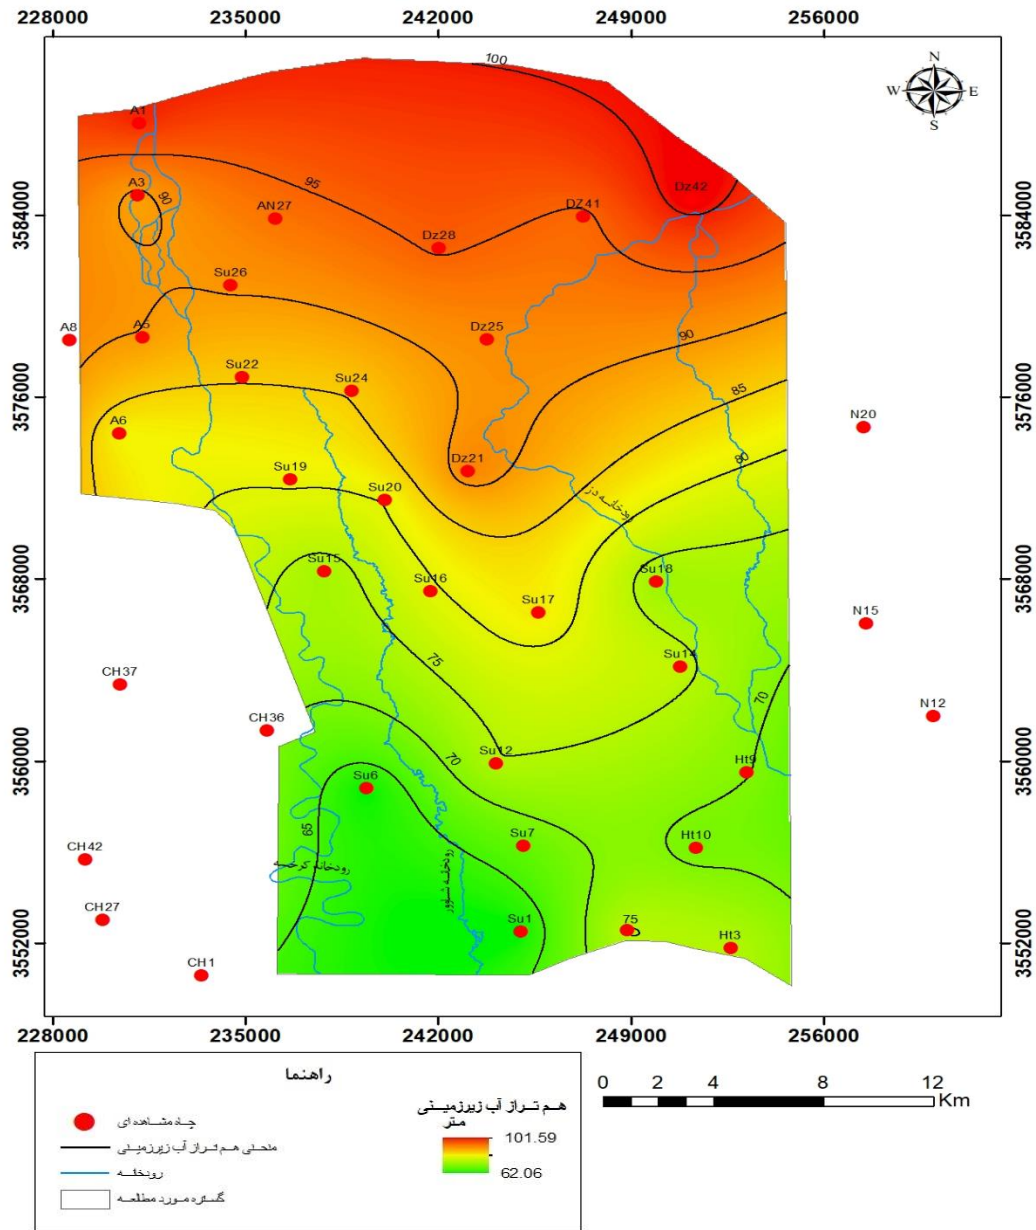 228000 235000 242000 249000 256000
100
N
W E
S
A1
95
A3
90
Dz42
3584000
AN27
DZ41
3584000
Dz28
Su26
A8
A5
Dz25
90
Su22
Su24
3576000
85
3576000
A6
N20
Dz21
80
Su19
Su20
رودخانه دز
Su15
3568000
Su16
Su18
3568000
Su17
N15
75
Su14
CH37
70
N12
CH36
70
Su12
3560000
Ht9
3560000
Su6
65
Su7
Ht10
CH42
رودخانه کرخه
رودخانه شاوور
CH27
Su1
75
Ht3
3552000
3552000
CH1
228000 235000 242000 249000 256000
راهنما
چاه مشاهده ای
منحنی هم تراز آب زیرزمینی
رودخانه
گستره مورد مطالعه
هم تراز آب زیرزمینی
متر
101.59
62.06
0 2 4 8 12
Km